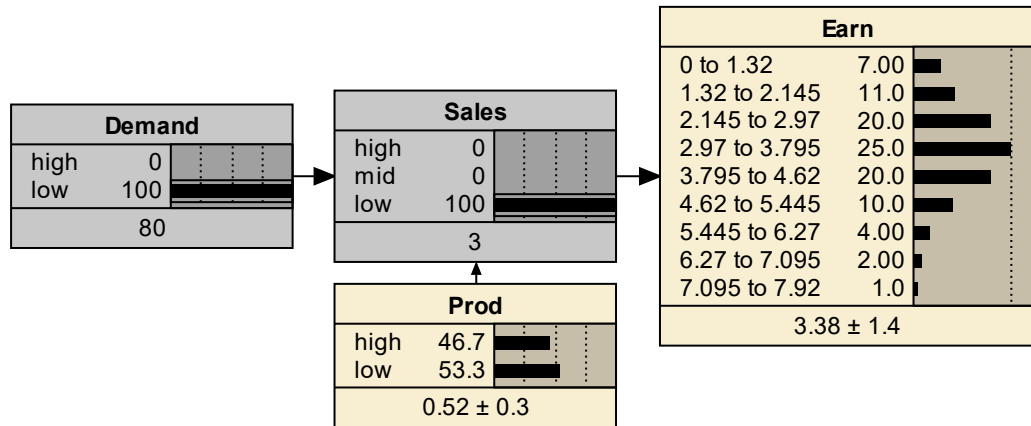 Demand
high 0
low 100
80
Sales
high 0
mid 0
low 100
3
Prod
high 46.7
low 53.3
0.52 ± 0.3
Earn
0 to 1.32 7.00
1.32 to 2.145 11.0
2.145 to 2.97 20.0
2.97 to 3.795 25.0
3.795 to 4.62 20.0
4.62 to 5.445 10.0
5.445 to 6.27 4.00
6.27 to 7.095 2.00
7.095 to 7.92 1.0
3.38 ± 1.4